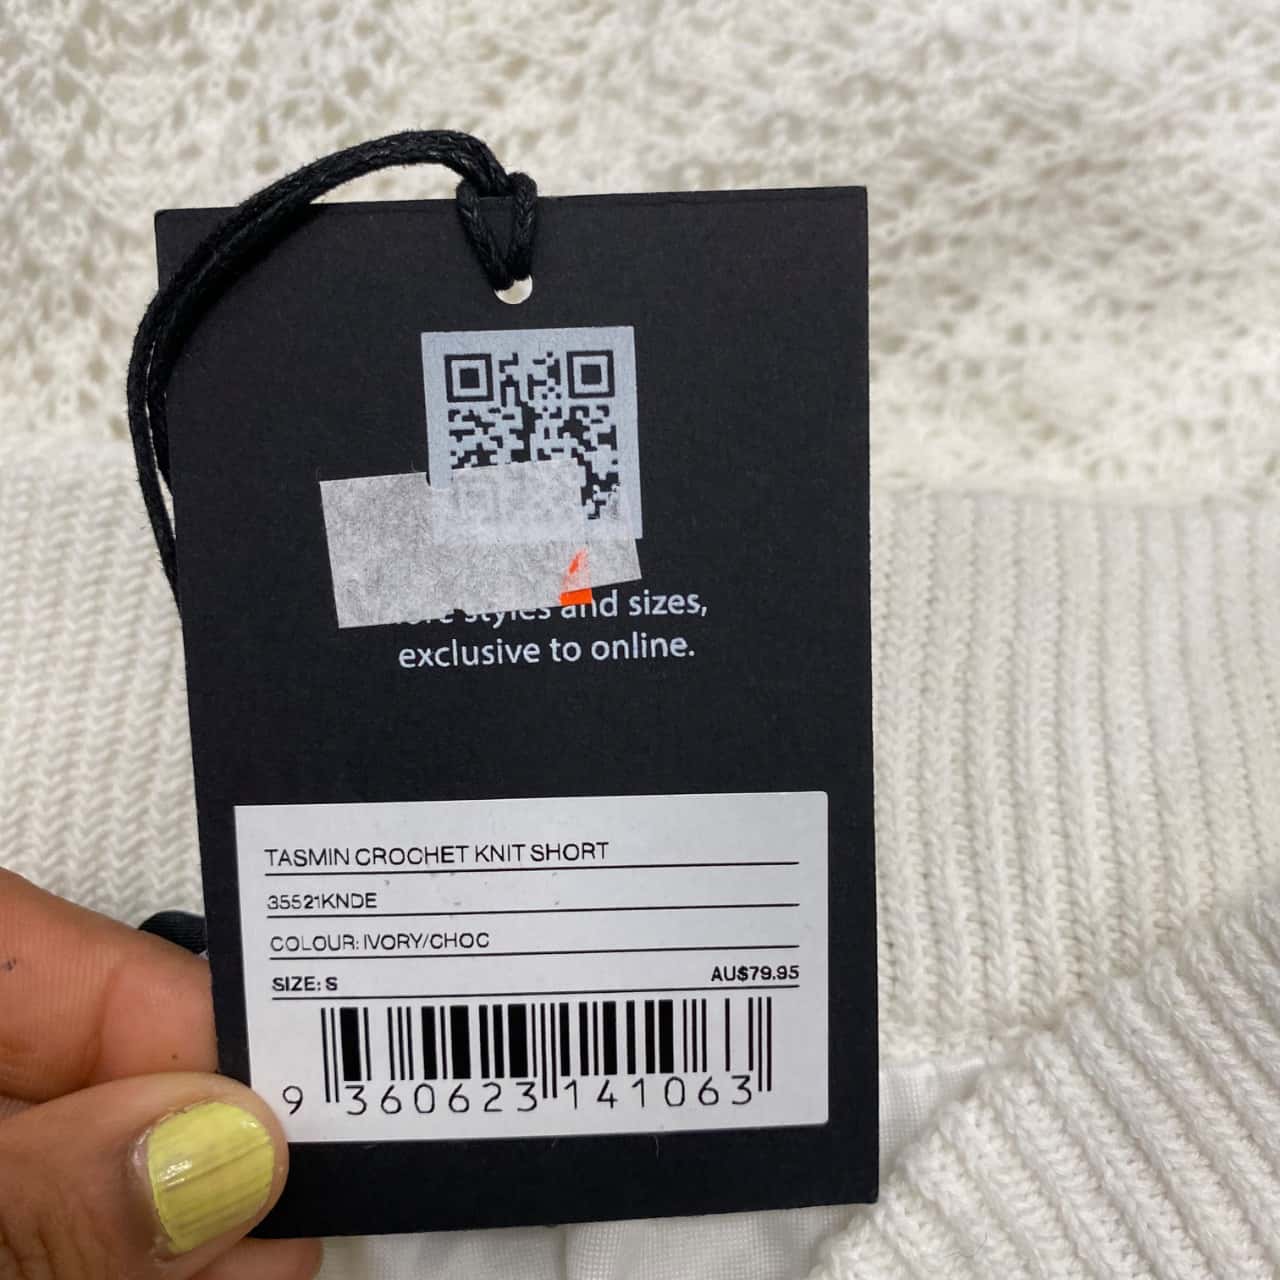 styles and sizes,
exclusive to online.
TASMIN CROCHET KNIT SHORT
35521KNDE
COLOUR: IVORY/CHOC
SIZE: S AU$79.95
9 360623 141063